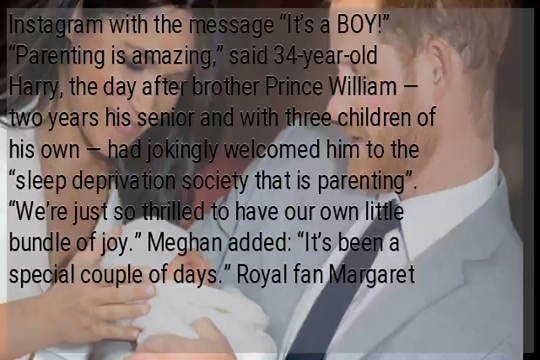 Instagram with the message “It’s a BOY!”
“Parenting is amazing,” said 34-year-old
Harry, the day after brother Prince William —
two years his senior and with three children of
his own — had jokingly welcomed him to the
“sleep deprivation society that is parenting”.
“We’re just so thrilled to have our own little
bundle of joy.” Meghan added: “It’s been a
special couple of days.” Royal fan Margaret